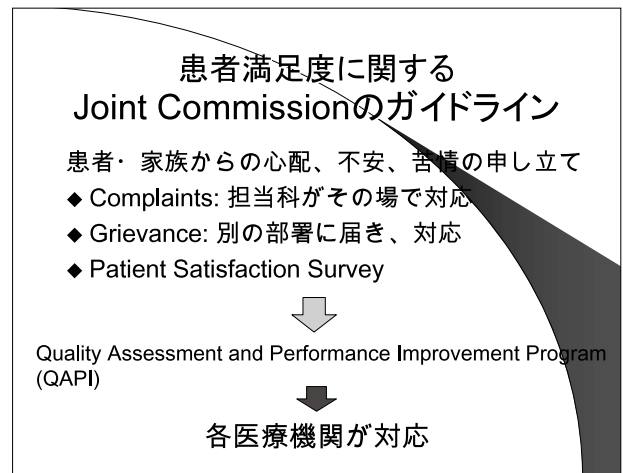 患者満足度に関する
Joint Commissionのガイドライン
患者・家族からの心配、不安、苦情の申し立て
◆ Complaints: 担当科がその場で対応
◆ Grievance: 別の部署に届き、対応
◆ Patient Satisfaction Survey
Quality Assessment and Performance Improvement Program
(QAPI)
各医療機関が対応